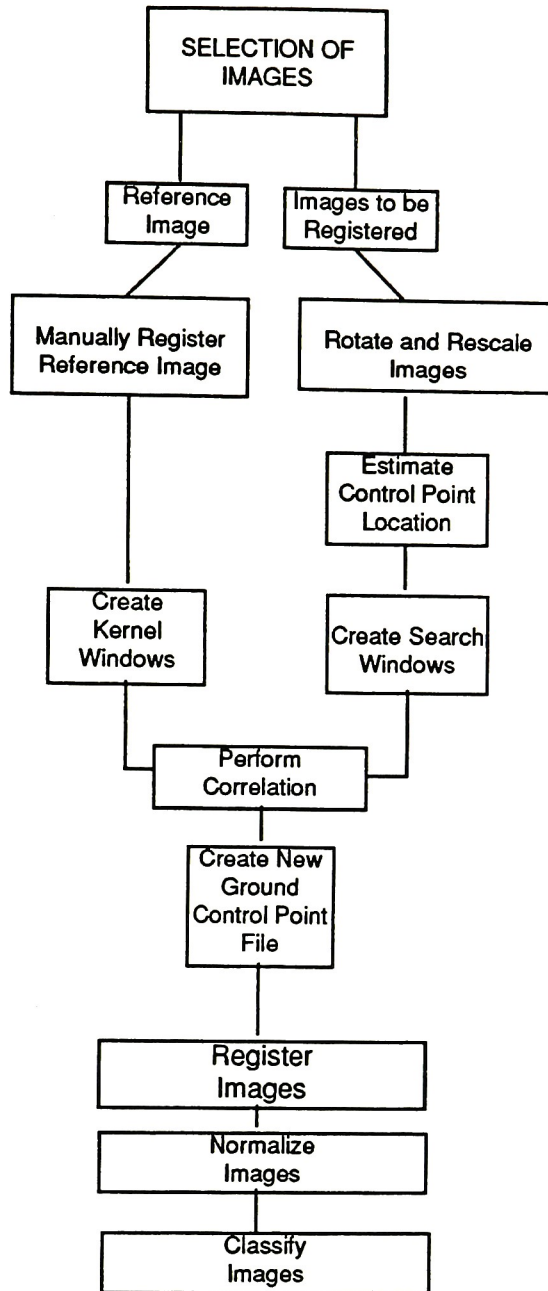 SELECTION OF
IMAGES
Reference
Image
Images to be
Registered
Manually Register
Reference Image
Rotate and Rescale
Images
Estimate
Control Point
Location
Create
Kernel
Windows
Create Search
Windows
Perform
Correlation
Create New
Ground
Control Point
File
Register
Images
Normalize
Images
Classify
Images